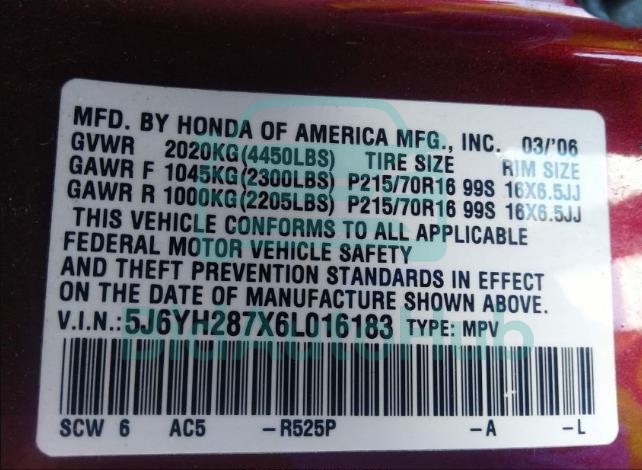 MFD. BY HONDA OF AMERICA MFG., INC. 03/'06
GVWR 2020KG(4450LBS) TIRE SIZE RIM SIZE
GAWR F 1045KG(2300LBS) P215/70R16 99S 16X6.5JJ
GAWR R 1000KG(2205LBS) P215/70R16 99S 16X6.5JJ
THIS VEHICLE CONFORMS TO ALL APPLICABLE
FEDERAL MOTOR VEHICLE SAFETY
AND THEFT PREVENTION STANDARDS IN EFFECT
ON THE DATE OF MANUFACTURE SHOWN ABOVE.
V.I.N.: 5J6YH287X6L016183 TYPE: MPV
BidAutoHub
SCW 6 AC5 -R525P -A -L